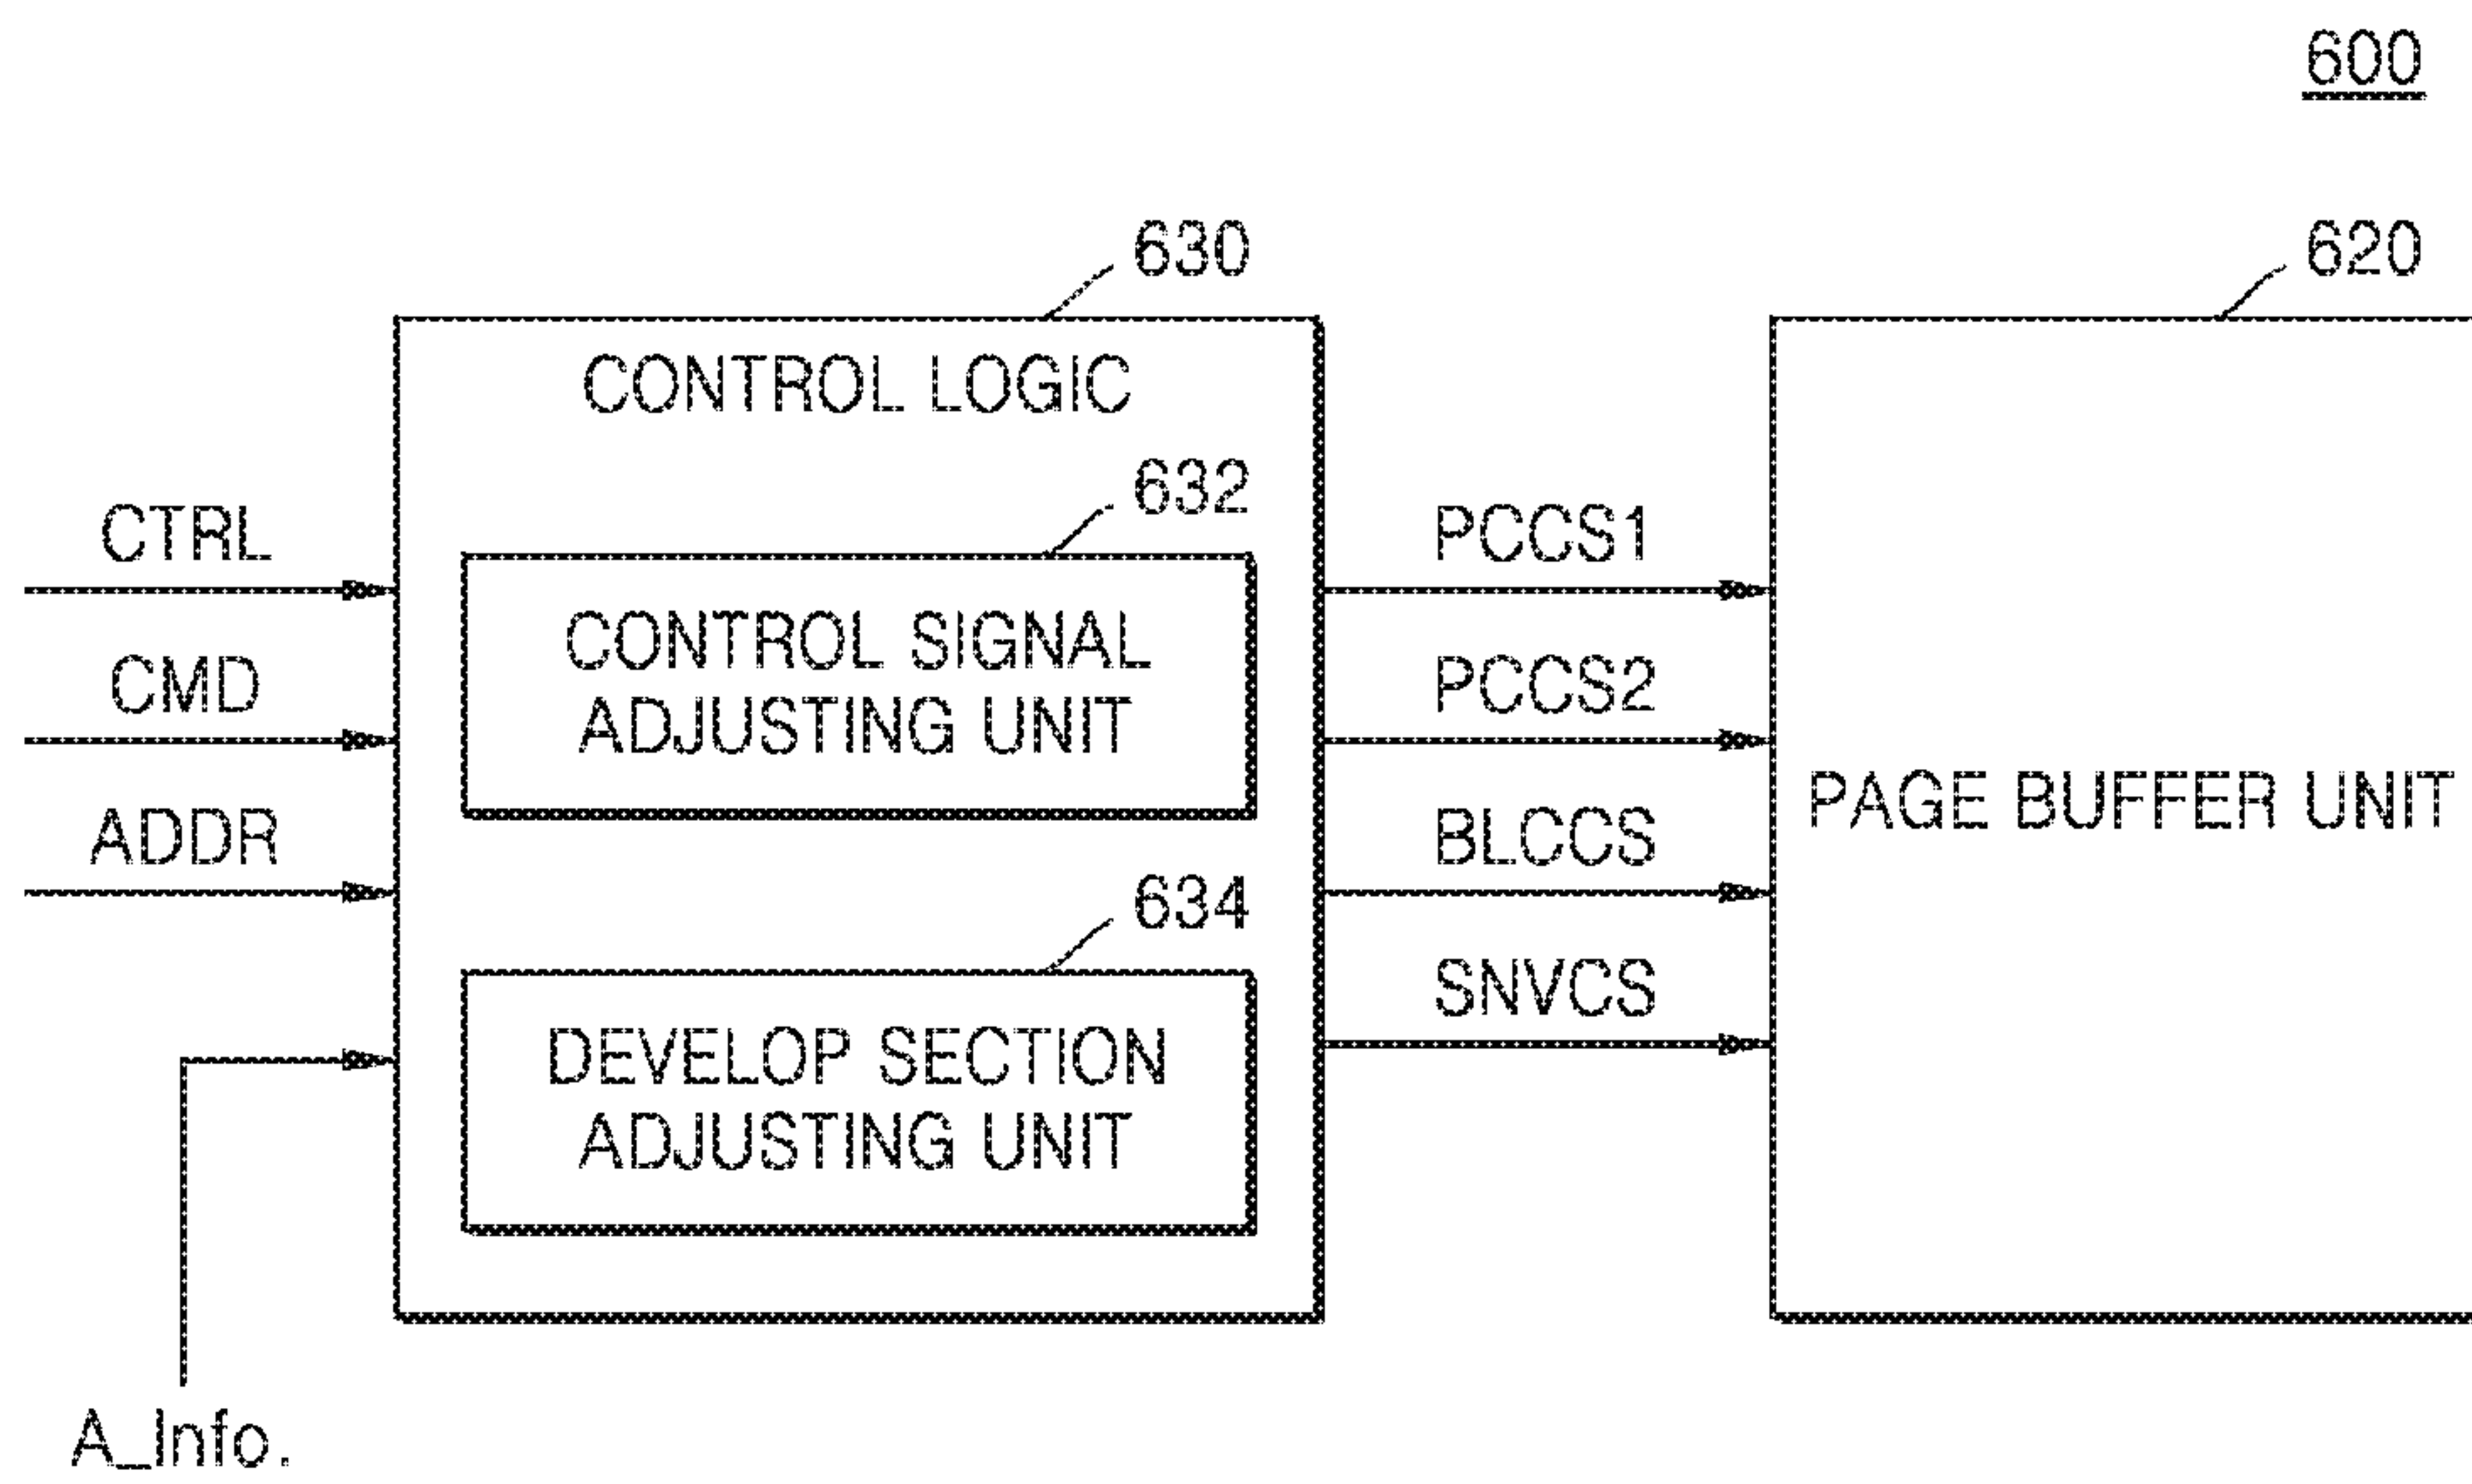 600
630
620
CONTROL LOGIC
632
CTRL
PCCS1
CONTROL SIGNAL
ADJUSTING UNIT
CMD
PCCS2
PAGE BUFFER UNIT
ADDR
BLCCS
634
SNVCS
DEVELOP SECTION
ADJUSTING UNIT
A_Info.